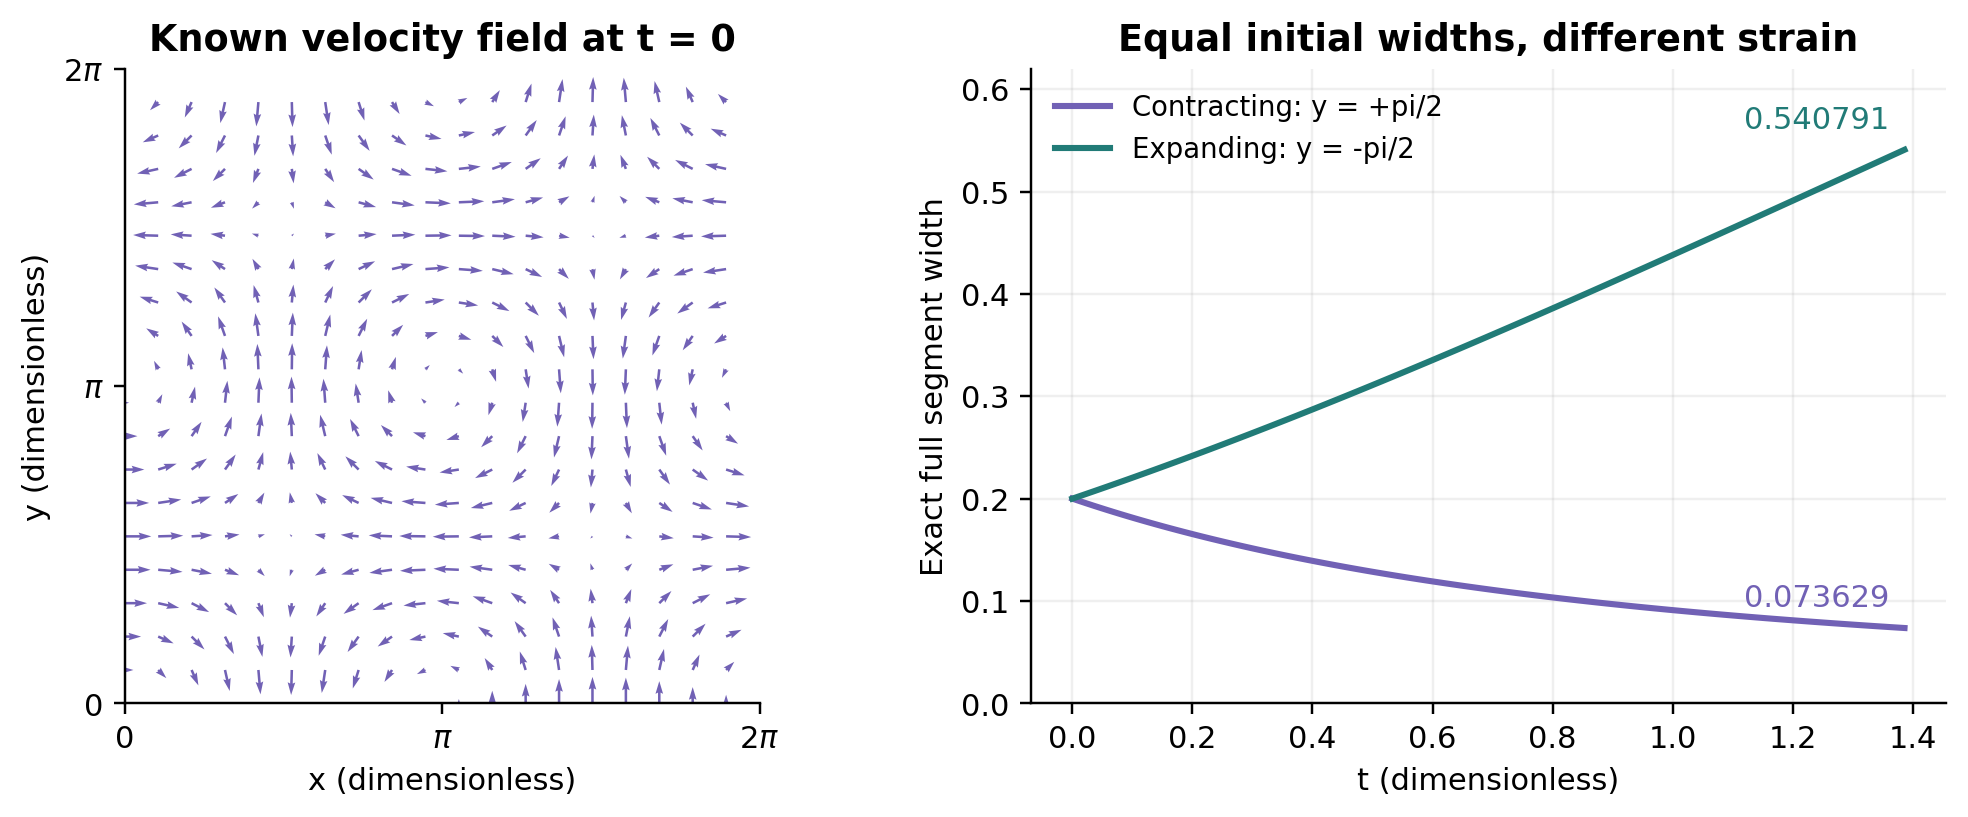 Known velocity field at t = 0
2π
π
0
y (dimensionless)
0
π
2π
x (dimensionless)
Equal initial widths, different strain
Contracting: y = +pi/2
Expanding: y = -pi/2
0.540791
0.073629
0.6
0.5
0.4
0.3
0.2
0.1
0.0
Exact full segment width
0.0
0.2
0.4
0.6
0.8
1.0
1.2
1.4
t (dimensionless)